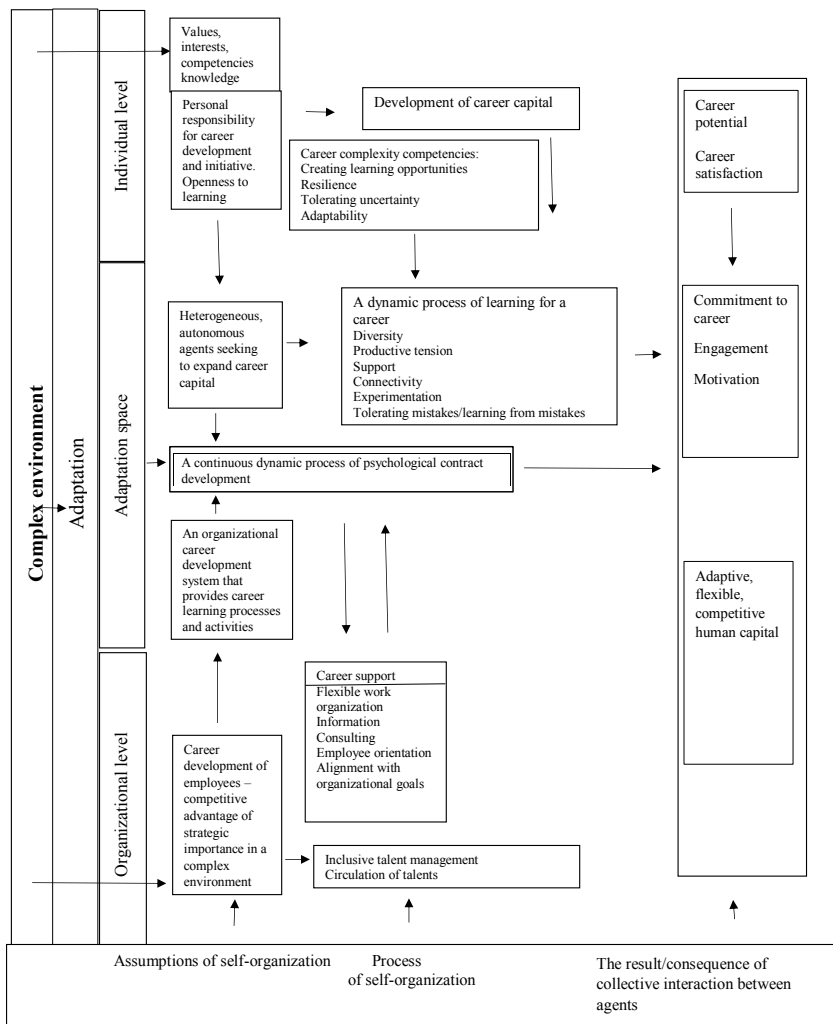 Complex environment
Adaptation
Individual level
Adaptation space
Organizational level
Values,
interests,
competencies
knowledge
Personal
responsibility
for career
development
and initiative.
Openness to
learning
Development of career capital
Career complexity competencies:
Creating learning opportunities
Resilience
Tolerating uncertainty
Adaptability
Career
potential
Career
satisfaction
Heterogeneous,
autonomous
agents seeking
to expand career
capital
A dynamic process of learning for a
career
Diversity
Productive tension
Support
Connectivity
Experimentation
Tolerating mistakes/learning from mistakes
Commitment to
career
Engagement
Motivation
A continuous dynamic process of psychological contract
development
An organizational
career
development
system that
provides career
learning processes
and activities
Adaptive,
flexible,
competitive
human capital
Career support
Flexible work
organization
Information
Consulting
Employee orientation
Alignment with
organizational goals
Career
development of
employees –
competitive
advantage of
strategic
importance in a
complex
environment
Inclusive talent management
Circulation of talents
Assumptions of self-organization
Process
of self-organization
The result/consequence of
collective interaction between
agents